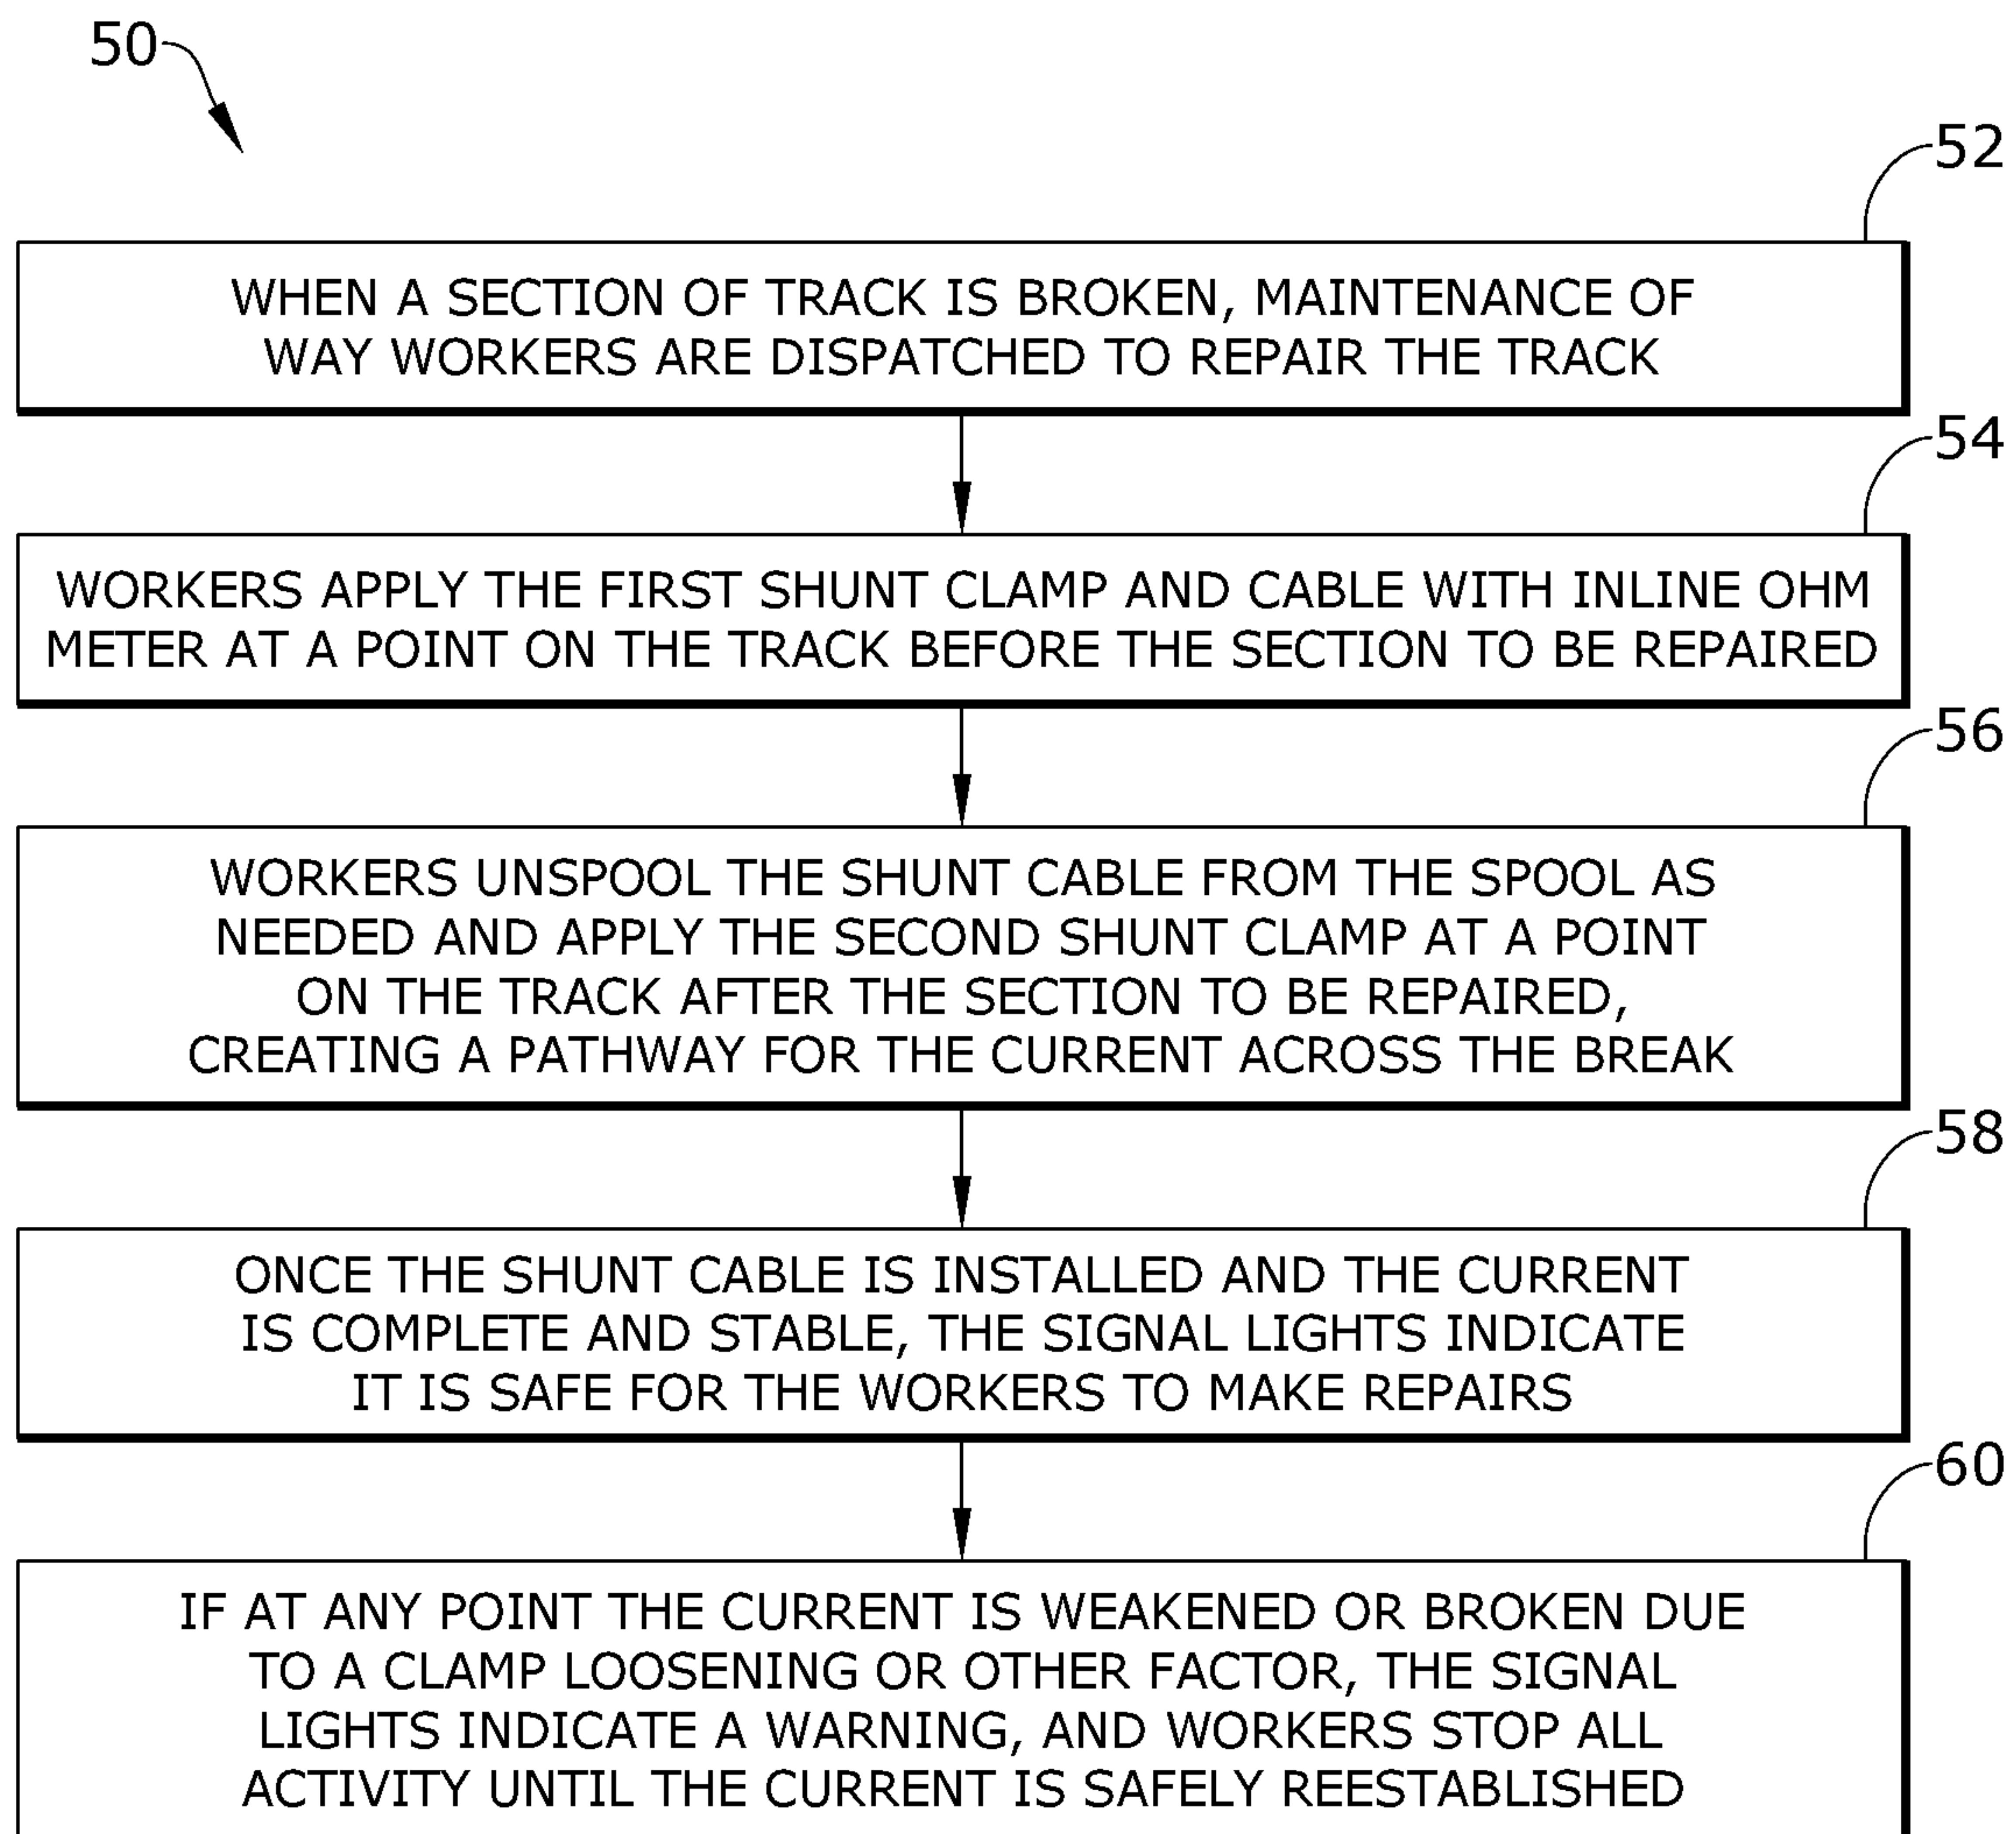 50
52
WHEN A SECTION OF TRACK IS BROKEN, MAINTENANCE OF
WAY WORKERS ARE DISPATCHED TO REPAIR THE TRACK
54
WORKERS APPLY THE FIRST SHUNT CLAMP AND CABLE WITH INLINE OHM
METER AT A POINT ON THE TRACK BEFORE THE SECTION TO BE REPAIRED
56
WORKERS UNSPOOL THE SHUNT CABLE FROM THE SPOOL AS
NEEDED AND APPLY THE SECOND SHUNT CLAMP AT A POINT
ON THE TRACK AFTER THE SECTION TO BE REPAIRED,
CREATING A PATHWAY FOR THE CURRENT ACROSS THE BREAK
58
ONCE THE SHUNT CABLE IS INSTALLED AND THE CURRENT
IS COMPLETE AND STABLE, THE SIGNAL LIGHTS INDICATE
IT IS SAFE FOR THE WORKERS TO MAKE REPAIRS
60
IF AT ANY POINT THE CURRENT IS WEAKENED OR BROKEN DUE
TO A CLAMP LOOSENING OR OTHER FACTOR, THE SIGNAL
LIGHTS INDICATE A WARNING, AND WORKERS STOP ALL
ACTIVITY UNTIL THE CURRENT IS SAFELY REESTABLISHED